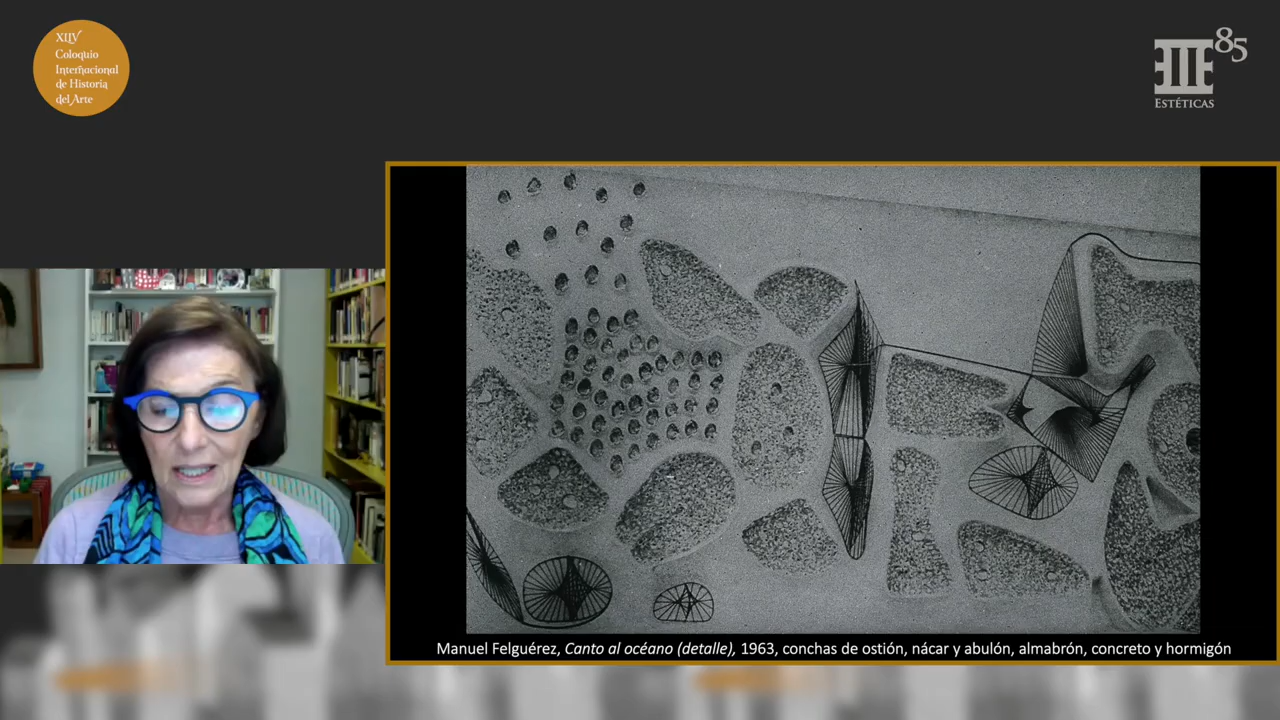 XLIV
Coloquio
Internacional
de Historia
del Arte
85
ESTÉTICAS
Manuel Felguérez, Canto al océano (detalle), 1963, conchas de ostión, nácar y abulón, almabrón, concreto y hormigón